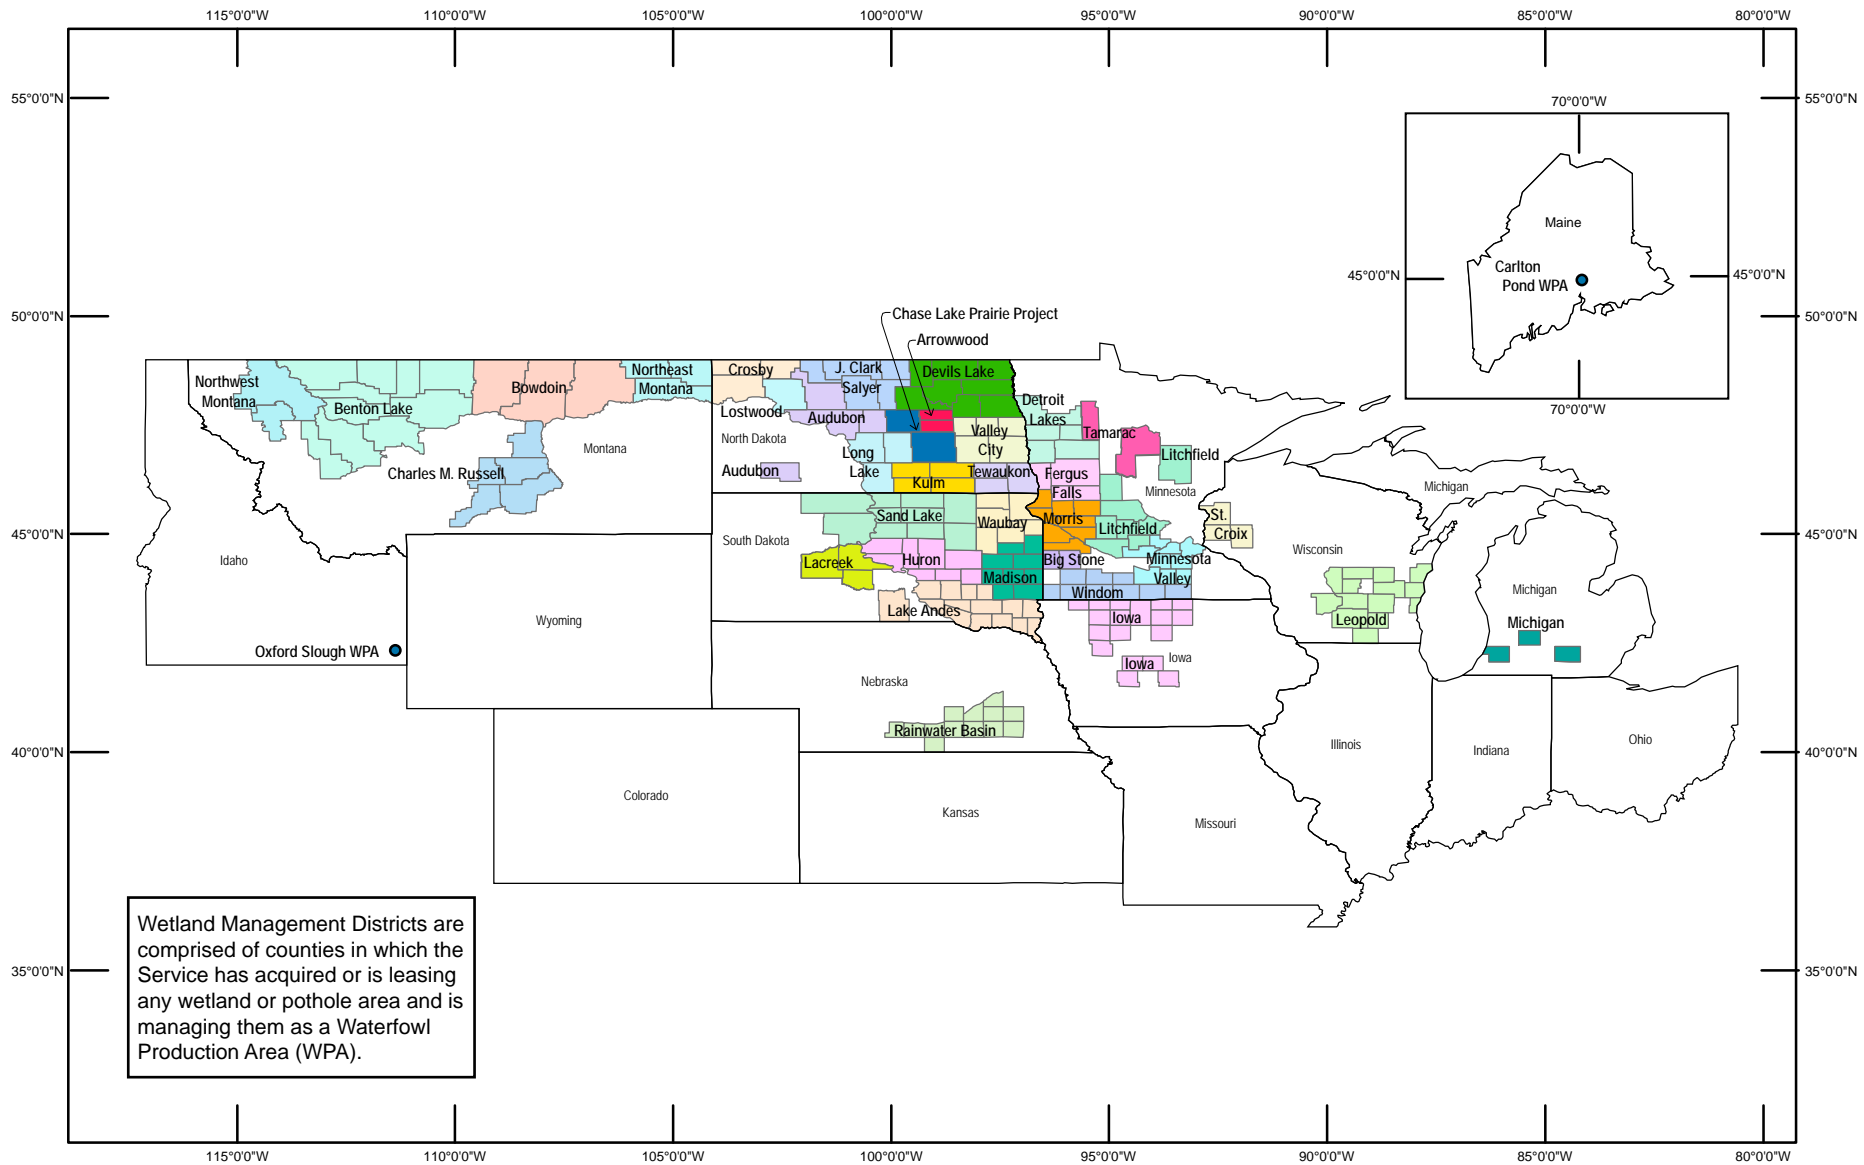 115°0'0"W
110°0'0"W
105°0'0"W
100°0'0"W
95°0'0"W
90°0'0"W
85°0'0"W
80°0'0"W
55°0'0"N
55°0'0"N
70°0'0"W
Maine
Carlton
Pond WPA
45°0'0"N
45°0'0"N
70°0'0"W
50°0'0"N
50°0'0"N
Chase Lake Prairie Project
Arrowwood
Northwest
Montana
Benton Lake
Bowdoin
Northeast
Montana
Crosby
J. Clark
Salyer
Devils Lake
Lostwood
Audubon
North Dakota
Valley
City
Long
Lake
Audubon
Kulm
Tewaukon
Detroit
Lakes
Tamarac
Litchfield
Fergus
Falls
Minnesota
Montana
Charles M. Russell
Michigan
Sand Lake
Waubay
Morris
Litchfield
St.
Croix
45°0'0"N
45°0'0"N
Idaho
South Dakota
Lacreek
Huron
Madison
Big Stone
Minnesota
Valley
Wisconsin
Windom
Lake Andes
Iowa
Leopold
Michigan
Michigan
Wyoming
Oxford Slough WPA
Iowa
Iowa
Nebraska
Rainwater Basin
40°0'0"N
40°0'0"N
Illinois
Indiana
Ohio
Colorado
Kansas
Missouri
Wetland Management Districts are
comprised of counties in which the
Service has acquired or is leasing
any wetland or pothole area and is
managing them as a Waterfowl
Production Area (WPA).
35°0'0"N
35°0'0"N
115°0'0"W
110°0'0"W
105°0'0"W
100°0'0"W
95°0'0"W
90°0'0"W
85°0'0"W
80°0'0"W